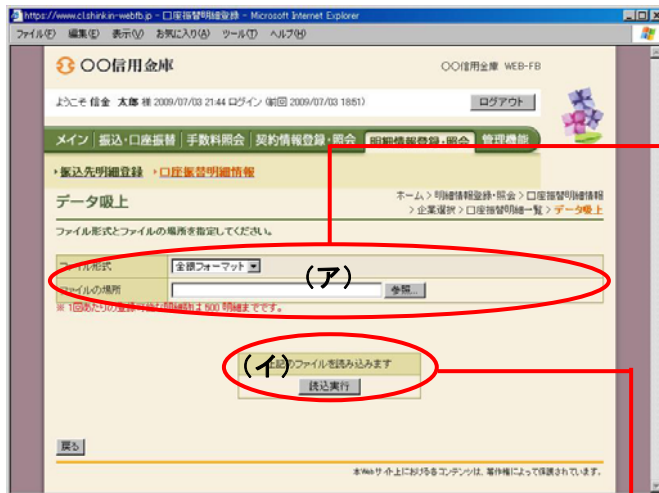 https://www.cl.shinkin-webfb.jp - 口座振替明細登録 - Microsoft Internet Explorer
ファイル(F) 編集(E) 表示(V) お気に入り(A) ツール(T) ヘルプ(H)
〇〇信用金庫
〇〇信用金庫 WEB-FB
ようこそ 信金 太郎 様 2009/07/03 21:44 ログイン (前回 2009/07/03 18:51)
ログアウト
メイン 振込・口座振替 手数料照会 契約情報登録・照会 明細情報登録・照会 管理機能
振込先明細登録 口座振替明細情報
データ吸上
ホーム > 明細情報登録・照会 > 口座振替明細情報
> 企業選択 > 口座振替明細一覧 > データ吸上
ファイル形式とファイルの場所を指定してください。
ファイル形式 全銀フォーマット
(ア)
ファイルの場所 参照...
※ 1回あたりの登録可能な明細数は 500 明細までです。
(イ)
上記のファイルを読み込みます
読込実行
戻る
本Webサイト上における各コンテンツは、著作権によって保護されています。